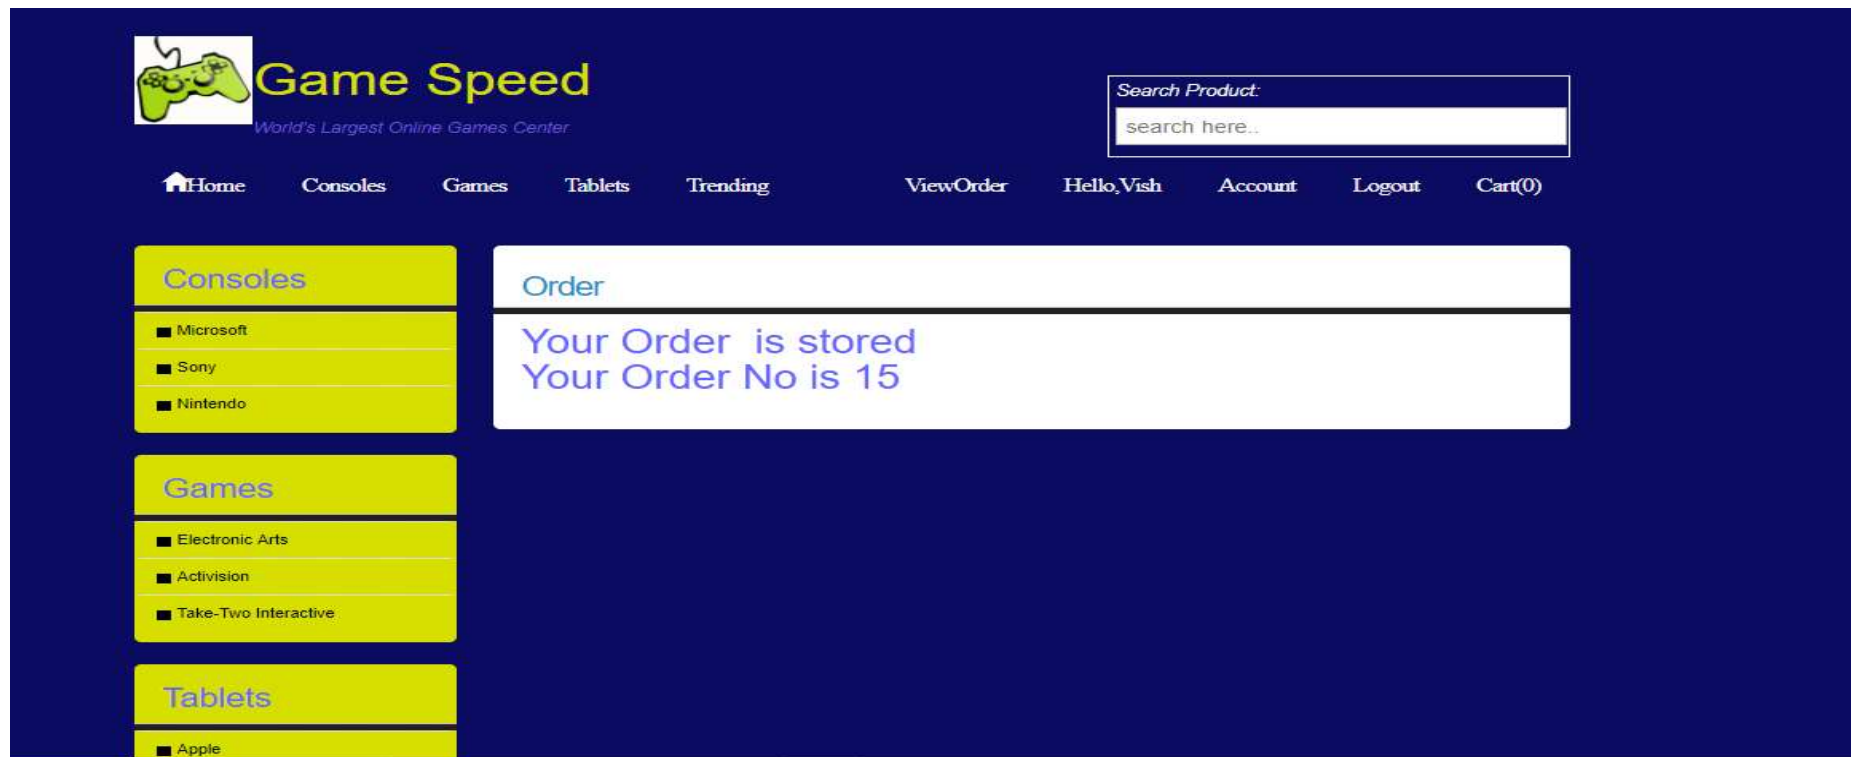 Game Speed
World's Largest Online Games Center
Search Product:
search here..
Home Consoles Games Tablets Trending ViewOrder Hello,Vish Account Logout Cart(0)
Consoles
Microsoft
Sony
Nintendo
Games
Electronic Arts
Activision
Take-Two Interactive
Tablets
Apple
Order
Your Order  is stored
Your Order No is 15